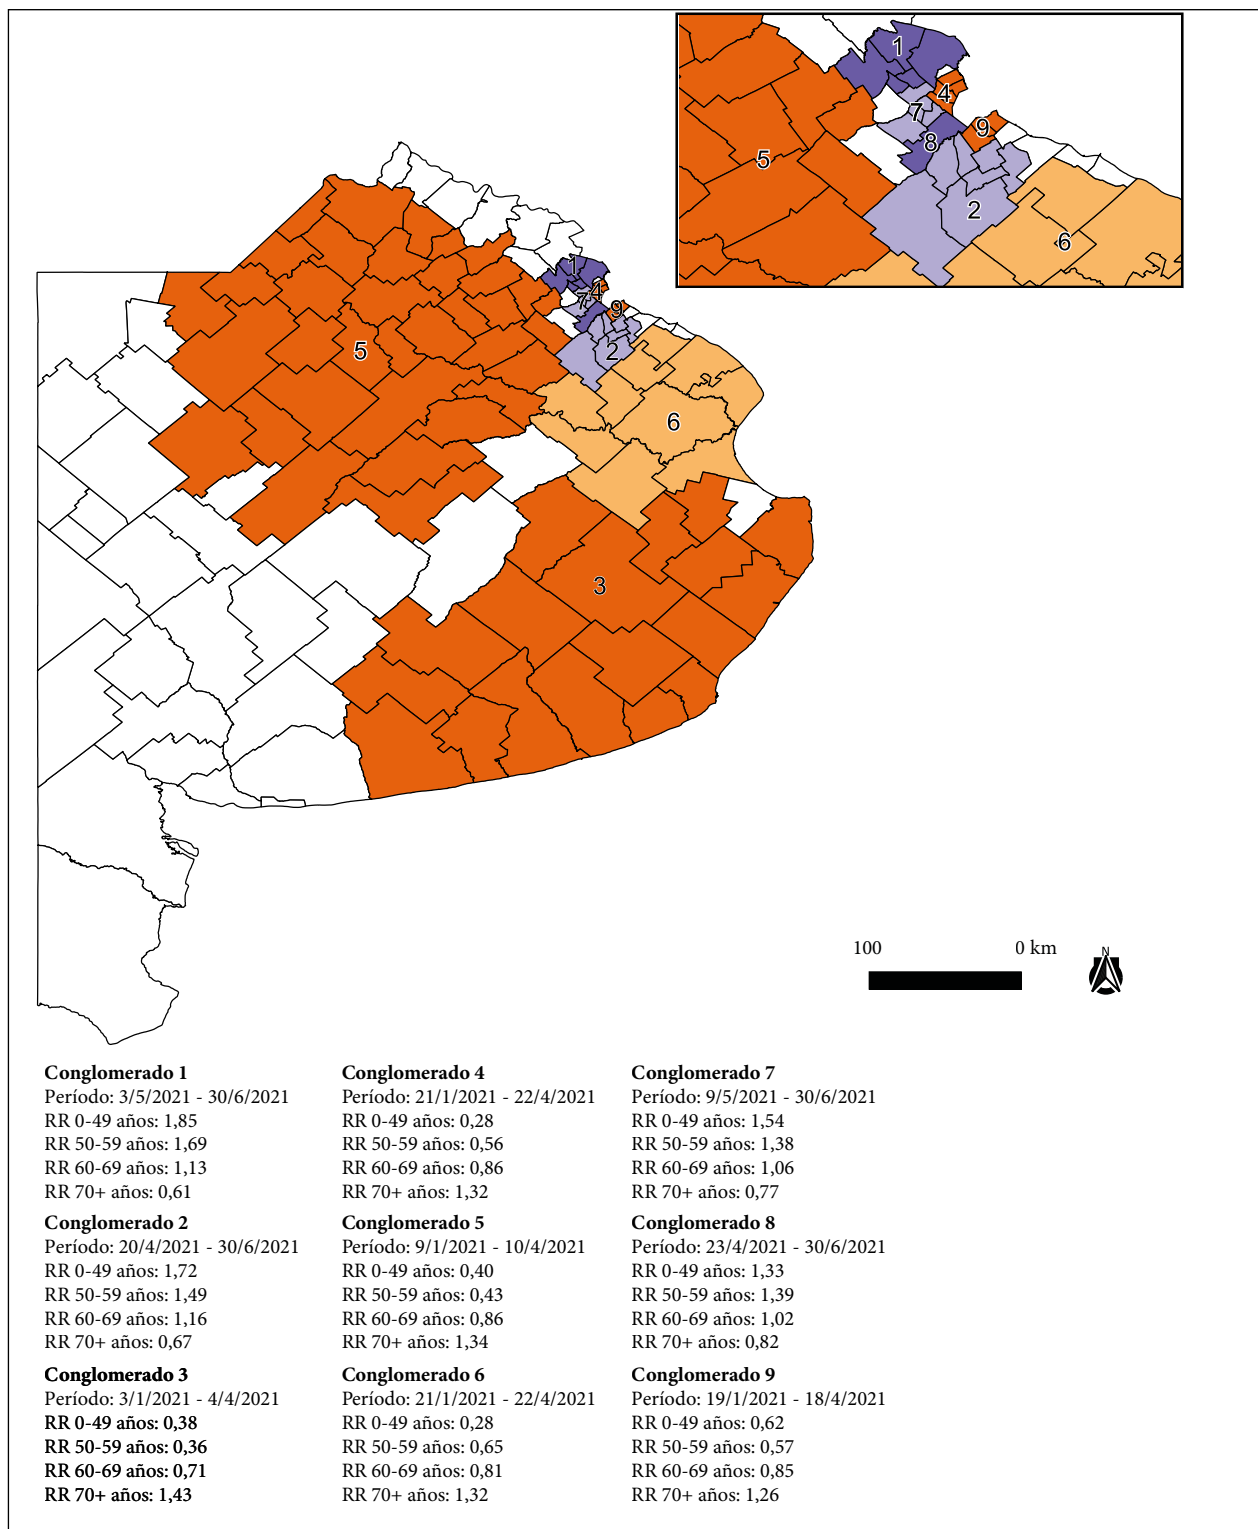 1
4
7
9
8
5
2
6
1
4
7
9
5
2
6
3
100 0 km
N
Conglomerado 1
Período: 3/5/2021 - 30/6/2021
RR 0-49 años: 1,85
RR 50-59 años: 1,69
RR 60-69 años: 1,13
RR 70+ años: 0,61
Conglomerado 2
Período: 20/4/2021 - 30/6/2021
RR 0-49 años: 1,72
RR 50-59 años: 1,49
RR 60-69 años: 1,16
RR 70+ años: 0,67
Conglomerado 3
Período: 3/1/2021 - 4/4/2021
RR 0-49 años: 0,38
RR 50-59 años: 0,36
RR 60-69 años: 0,71
RR 70+ años: 1,43
Conglomerado 4
Período: 21/1/2021 - 22/4/2021
RR 0-49 años: 0,28
RR 50-59 años: 0,56
RR 60-69 años: 0,86
RR 70+ años: 1,32
Conglomerado 5
Período: 9/1/2021 - 10/4/2021
RR 0-49 años: 0,40
RR 50-59 años: 0,43
RR 60-69 años: 0,86
RR 70+ años: 1,34
Conglomerado 6
Período: 21/1/2021 - 22/4/2021
RR 0-49 años: 0,28
RR 50-59 años: 0,65
RR 60-69 años: 0,81
RR 70+ años: 1,32
Conglomerado 7
Período: 9/5/2021 - 30/6/2021
RR 0-49 años: 1,54
RR 50-59 años: 1,38
RR 60-69 años: 1,06
RR 70+ años: 0,77
Conglomerado 8
Período: 23/4/2021 - 30/6/2021
RR 0-49 años: 1,33
RR 50-59 años: 1,39
RR 60-69 años: 1,02
RR 70+ años: 0,82
Conglomerado 9
Período: 19/1/2021 - 18/4/2021
RR 0-49 años: 0,62
RR 50-59 años: 0,57
RR 60-69 años: 0,85
RR 70+ años: 1,26